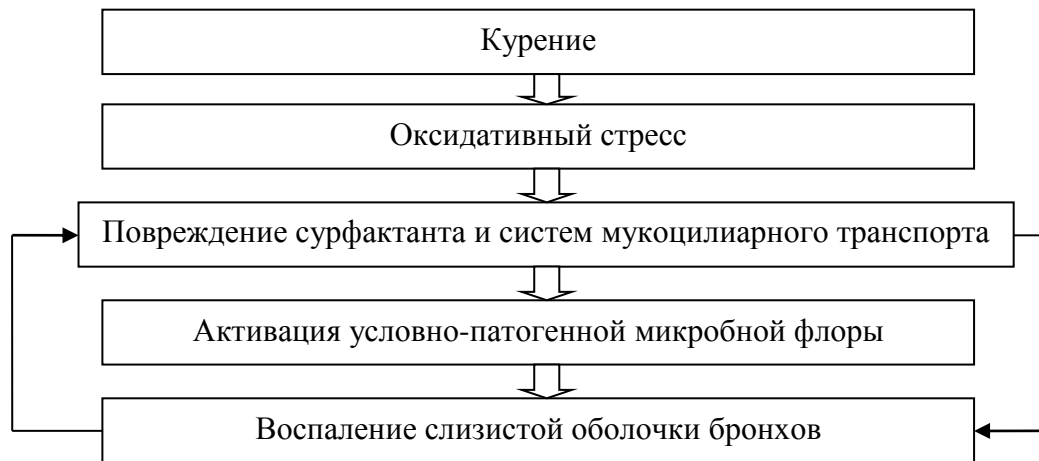 Курение
Оксидативный стресс
Повреждение сурфактанта и систем мукоцилиарного транспорта
Активация условно-патогенной микробной флоры
Воспаление слизистой оболочки бронхов